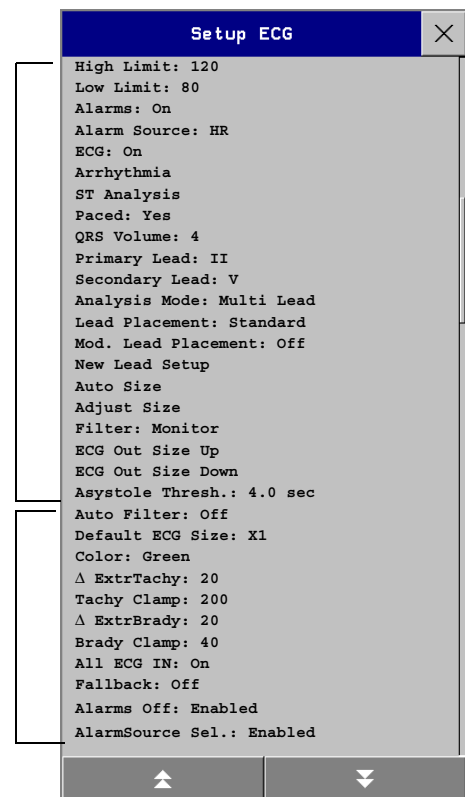 Setup ECG
High Limit: 120
Low Limit: 80
Alarms: On
Alarm Source: HR
ECG: On
Arrhythmia
ST Analysis
Paced: Yes
QRS Volume: 4
Primary Lead: II
Secondary Lead: V
Analysis Mode: Multi Lead
Lead Placement: Standard
Mod. Lead Placement: Off
New Lead Setup
Auto Size
Adjust Size
Filter: Monitor
ECG Out Size Up
ECG Out Size Down
Asystole Thresh.: 4.0 sec
Auto Filter: Off
Default ECG Size: X1
Color: Green
Δ ExtrTachy: 20
Tachy Clamp: 200
Δ ExtrBrady: 20
Brady Clamp: 40
All ECG IN: On
Fallback: Off
Alarms Off: Enabled
AlarmSource Sel.: Enabled